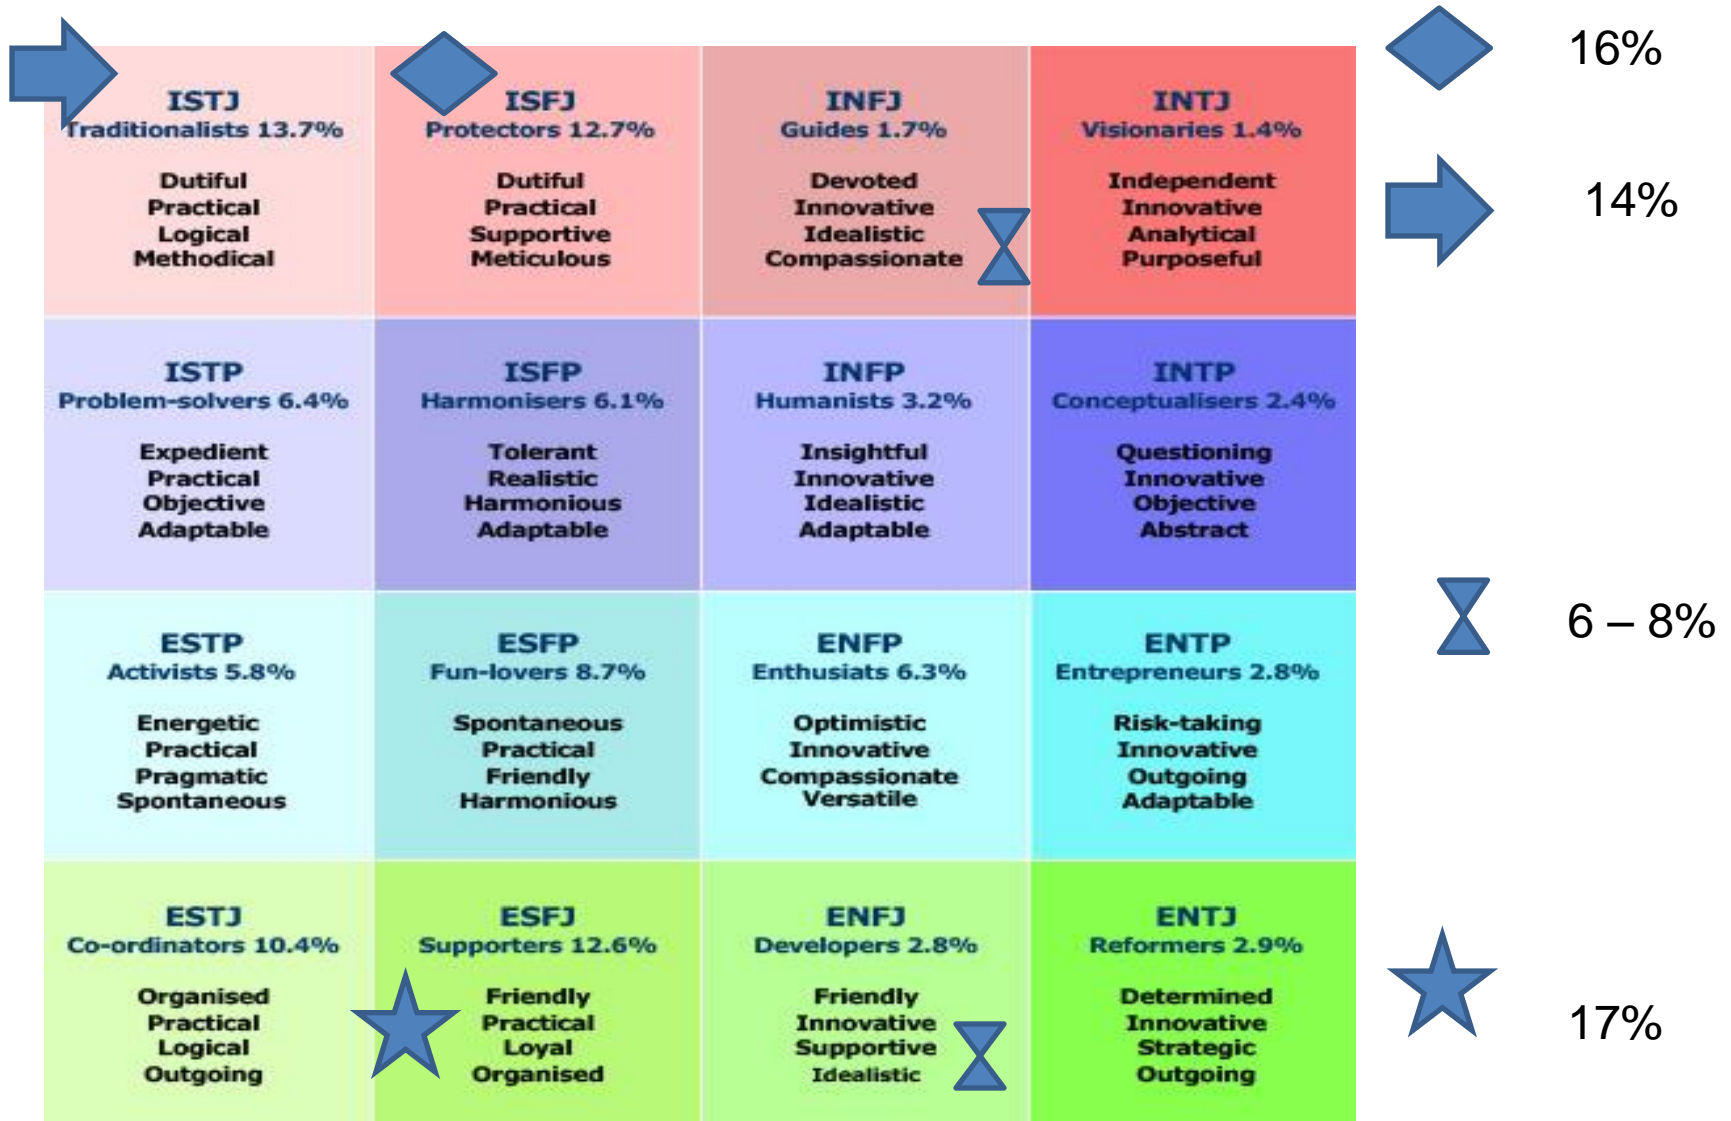 ISTJ
Traditionalists 13.7%
Dutiful
Practical
Logical
Methodical
ISFJ
Protectors 12.7%
Dutiful
Practical
Supportive
Meticulous
INFJ
Guides 1.7%
Devoted
Innovative
Idealistic
Compassionate
INTJ
Visionaries 1.4%
Independent
Innovative
Analytical
Purposeful
16%
14%
ISTP
Problem-solvers 6.4%
Expedient
Practical
Objective
Adaptable
ISFP
Harmonisers 6.1%
Tolerant
Realistic
Harmonious
Adaptable
INFP
Humanists 3.2%
Insightful
Innovative
Idealistic
Adaptable
INTP
Conceptualisers 2.4%
Questioning
Innovative
Objective
Abstract
ESTP
Activists 5.8%
Energetic
Practical
Pragmatic
Spontaneous
ESFP
Fun-lovers 8.7%
Spontaneous
Practical
Friendly
Harmonious
ENFP
Enthusiats 6.3%
Optimistic
Innovative
Compassionate
Versatile
ENTP
Entrepreneurs 2.8%
Risk-taking
Innovative
Outgoing
Adaptable
6 – 8%
ESTJ
Co-ordinators 10.4%
Organised
Practical
Logical
Outgoing
ESFJ
Supporters 12.6%
Friendly
Practical
Loyal
Organised
ENFJ
Developers 2.8%
Friendly
Innovative
Supportive
Idealistic
ENTJ
Reformers 2.9%
Determined
Innovative
Strategic
Outgoing
17%